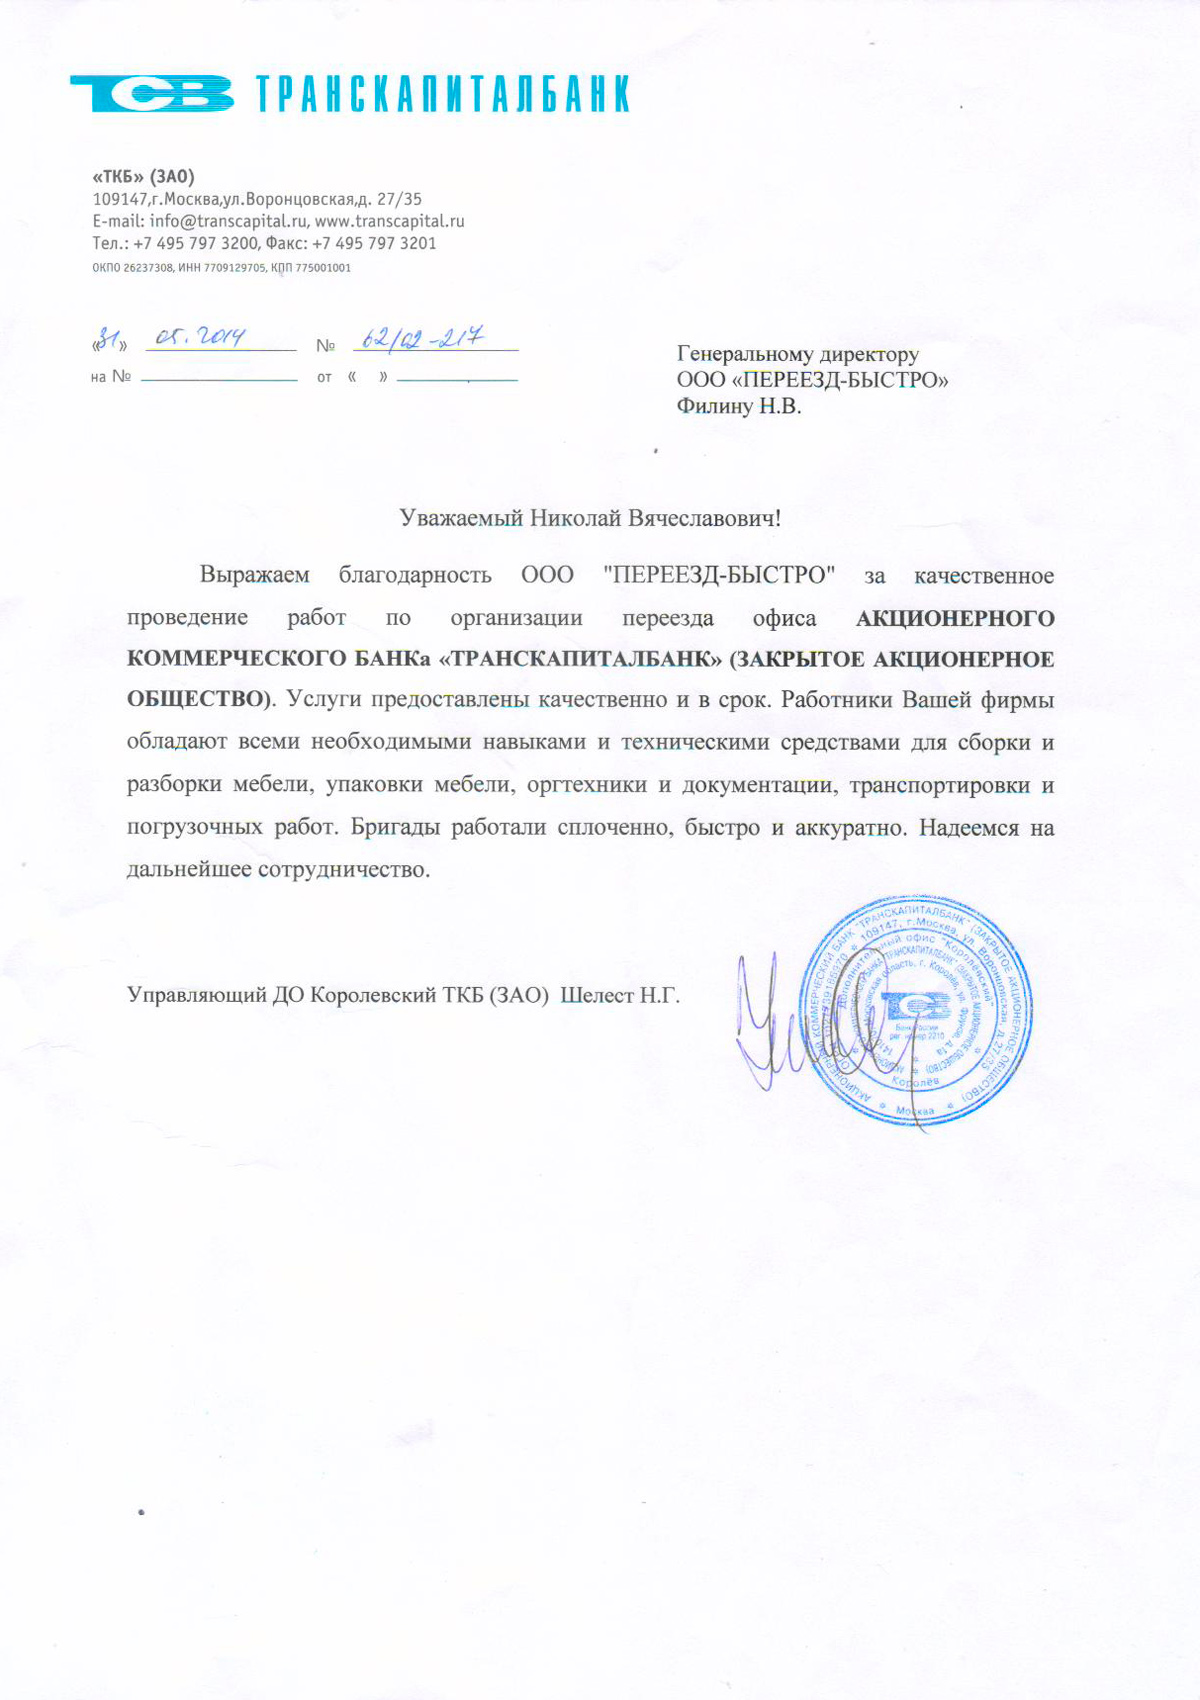 ТСВ ТРАНСКАПИТАЛБАНК
«ТКБ» (ЗАО)
109147,г.Москва,ул.Воронцовская,д. 27/35
E-mail: info@transcapital.ru, www.transcapital.ru
Тел.: +7 495 797 3200, Факс: +7 495 797 3201
ОКПО 26237308, ИНН 7709129705, КПП 775001001
«31» 05.2014 № 62/02-217
на № от « »
Генеральному директору
ООО «ПЕРЕЕЗД-БЫСТРО»
Филину Н.В.
Уважаемый Николай Вячеславович!
Выражаем благодарность ООО "ПЕРЕЕЗД-БЫСТРО" за качественное
проведение работ по организации переезда офиса АКЦИОНЕРНОГО
КОММЕРЧЕСКОГО БАНКа «ТРАНСКАПИТАЛБАНК» (ЗАКРЫТОЕ АКЦИОНЕРНОЕ
ОБЩЕСТВО). Услуги предоставлены качественно и в срок. Работники Вашей фирмы
обладают всеми необходимыми навыками и техническими средствами для сборки и
разборки мебели, упаковки мебели, оргтехники и документации, транспортировки и
погрузочных работ. Бригады работали сплоченно, быстро и аккуратно. Надеемся на
дальнейшее сотрудничество.
Управляющий ДО Королевский ТКБ (ЗАО) Шелест Н.Г.
АКЦИОНЕРНЫЙ КОММЕРЧЕСКИЙ БАНК "ТРАНСКАПИТАЛБАНК" (ЗАКРЫТОЕ АКЦИОНЕРНОЕ ОБЩЕСТВО)
109147, г.Москва, ул. Воронцовская, д. 27/35
Москва
Дополнительный офис "Королёвский"
Королёв
ТСВ
Банк России
рег. номер 2210